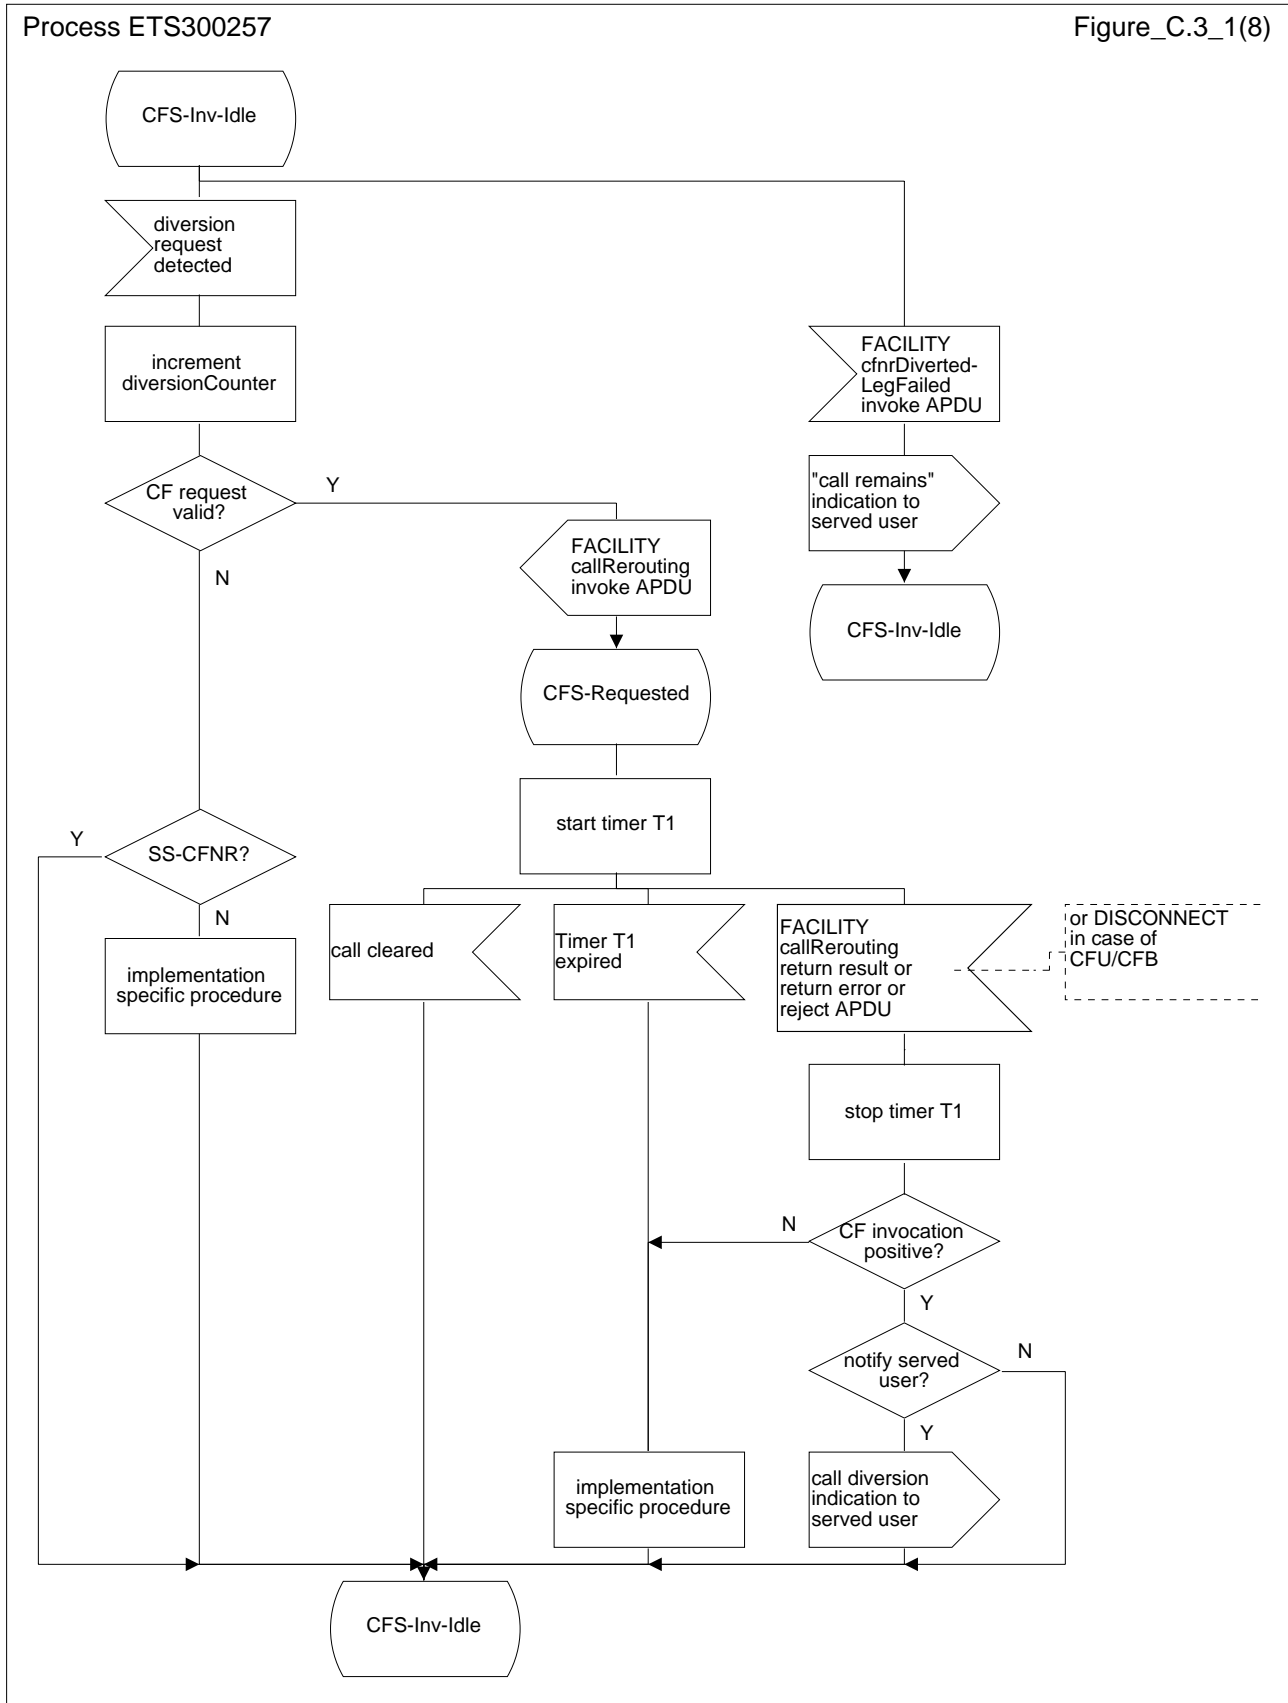 Process ETS300257
Figure_C.3_1(8)
CFS-Inv-Idle
diversion
request
detected
increment
diversionCounter
FACILITY
cfnrDiverted-
LegFailed
invoke APDU
CF request
valid?
Y
N
"call remains"
indication to
served user
FACILITY
callRerouting
invoke APDU
CFS-Inv-Idle
CFS-Requested
start timer T1
SS-CFNR?
Y
N
implementation
specific procedure
call cleared
Timer T1
expired
FACILITY
callRerouting
return result or
return error or
reject APDU
or DISCONNECT
in case of
CFU/CFB
stop timer T1
CF invocation
positive?
N
Y
notify served
user?
N
Y
implementation
specific procedure
call diversion
indication to
served user
CFS-Inv-Idle